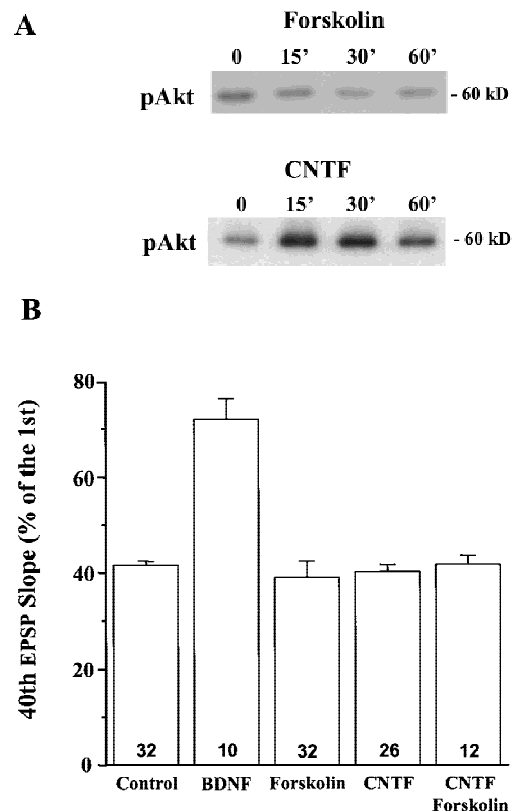 A
Forskolin
0 15’ 30’ 60’
pAkt - 60 kD
CNTF
0 15’ 30’ 60’
pAkt - 60 kD
B
40th EPSP Slope (% of the 1st)
80
60
40
20
0
32 10 32 26 12
Control BDNF Forskolin CNTF CNTF
Forskolin